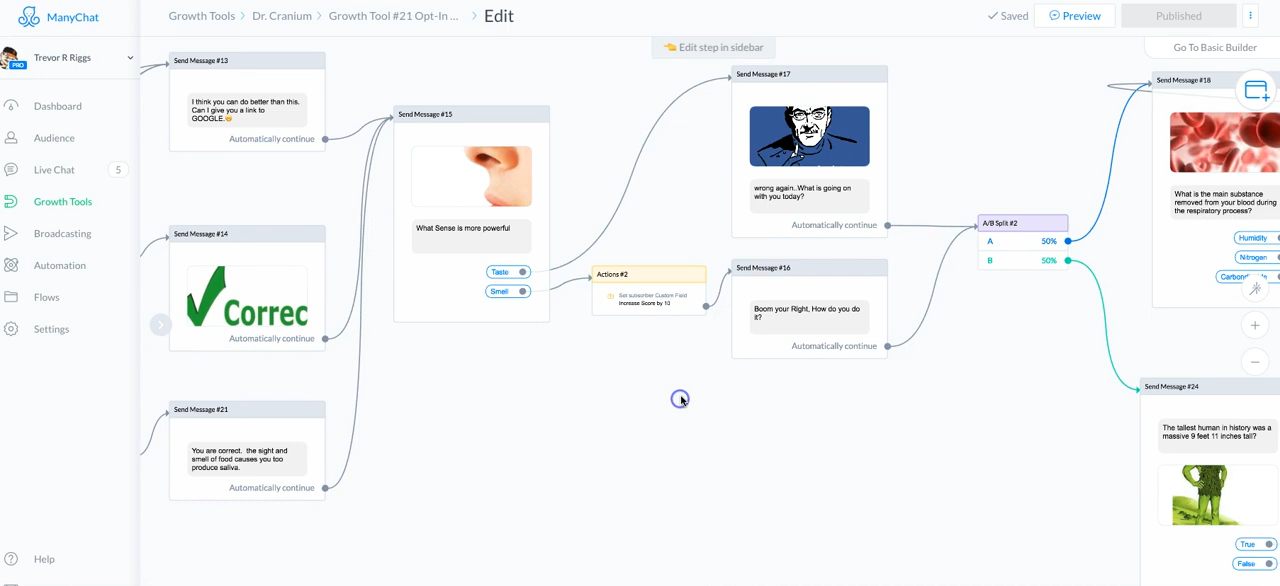 ManyChat
Growth Tools > Dr. Cranium > Growth Tool #21 Opt-In ... > Edit
Saved
Preview
Published
Trevor R Riggs
PRO
Dashboard
Audience
Live Chat
5
Growth Tools
Broadcasting
Automation
Flows
Settings
Help
Edit step in sidebar
Go To Basic Builder
Send Message #13
I think you can do better than this.
Can I give you a link to
GOOGLE.
Automatically continue
Send Message #14
Correc
Automatically continue
Send Message #21
You are correct.  the sight and
smell of food causes you too
produce saliva.
Automatically continue
Send Message #15
What Sense is more powerful
Taste
Smell
Actions #2
Set subscriber Custom Field
Increase Score by 10
Send Message #17
wrong again..What is going on
with you today?
Automatically continue
Send Message #16
Boom your Right, How do you do
it?
Automatically continue
A/B Split #2
A 50%
B 50%
Send Message #18
What is the main substance
removed from your blood during
the respiratory process?
Humidity
Nitrogen
Send Message #24
The tallest human in history was a
massive 9 feet 11 inches tall?
True
False